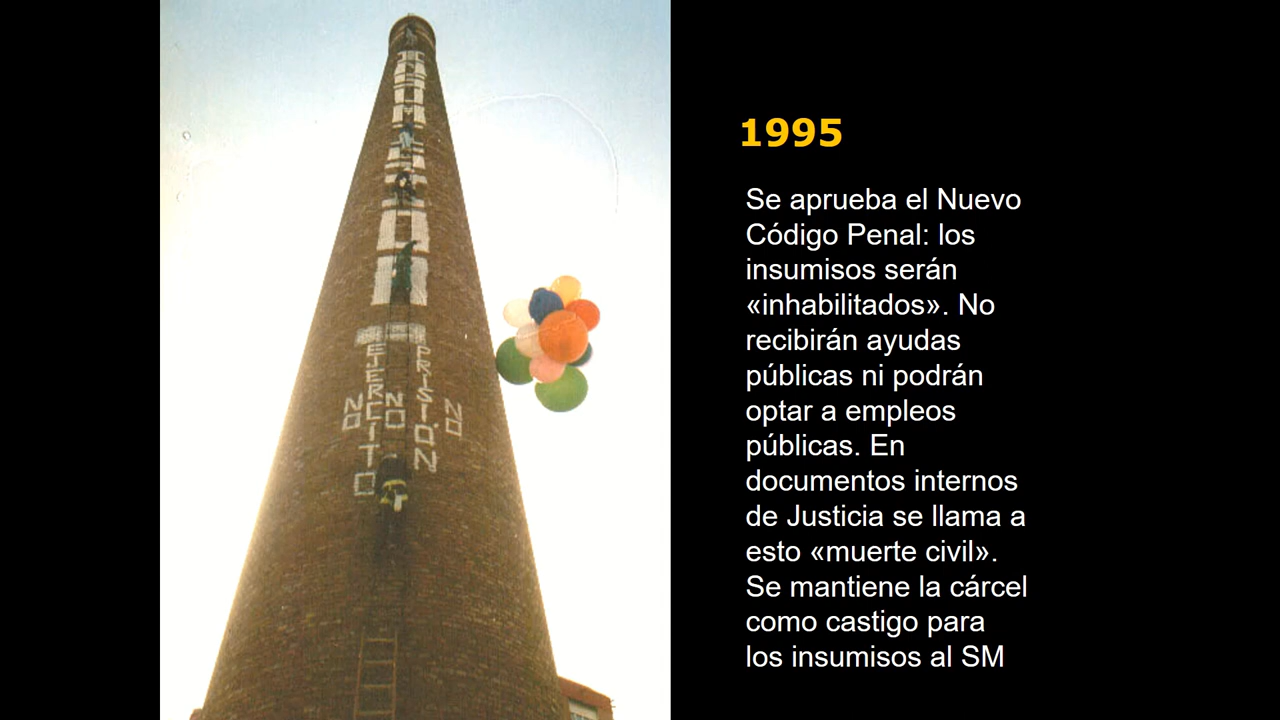 INSUMISIÓN
EJERCITO
PRISIÓN
NO
NO
NO
1995
Se aprueba el Nuevo
Código Penal: los
insumisos serán
«inhabilitados». No
recibirán ayudas
públicas ni podrán
optar a empleos
públicas. En
documentos internos
de Justicia se llama a
esto «muerte civil».
Se mantiene la cárcel
como castigo para
los insumisos al SM